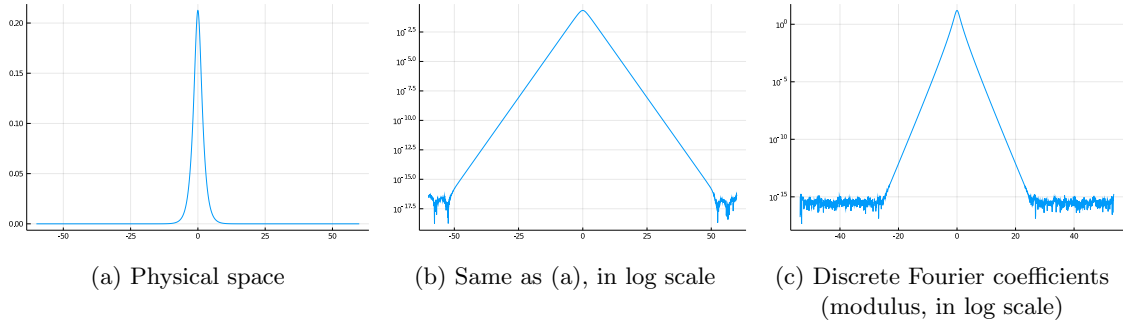 0.20
0.15
0.10
0.05
0.00
-50 -25 0 25 50
10^-2.5
10^-5.0
10^-7.5
10^-10.0
10^-12.5
10^-15.0
10^-17.5
-50 -25 0 25 50
10^0
10^-5
10^-10
10^-15
-40 -20 0 20 40
(a) Physical space
(b) Same as (a), in log scale
(c) Discrete Fourier coefficients
(modulus, in log scale)